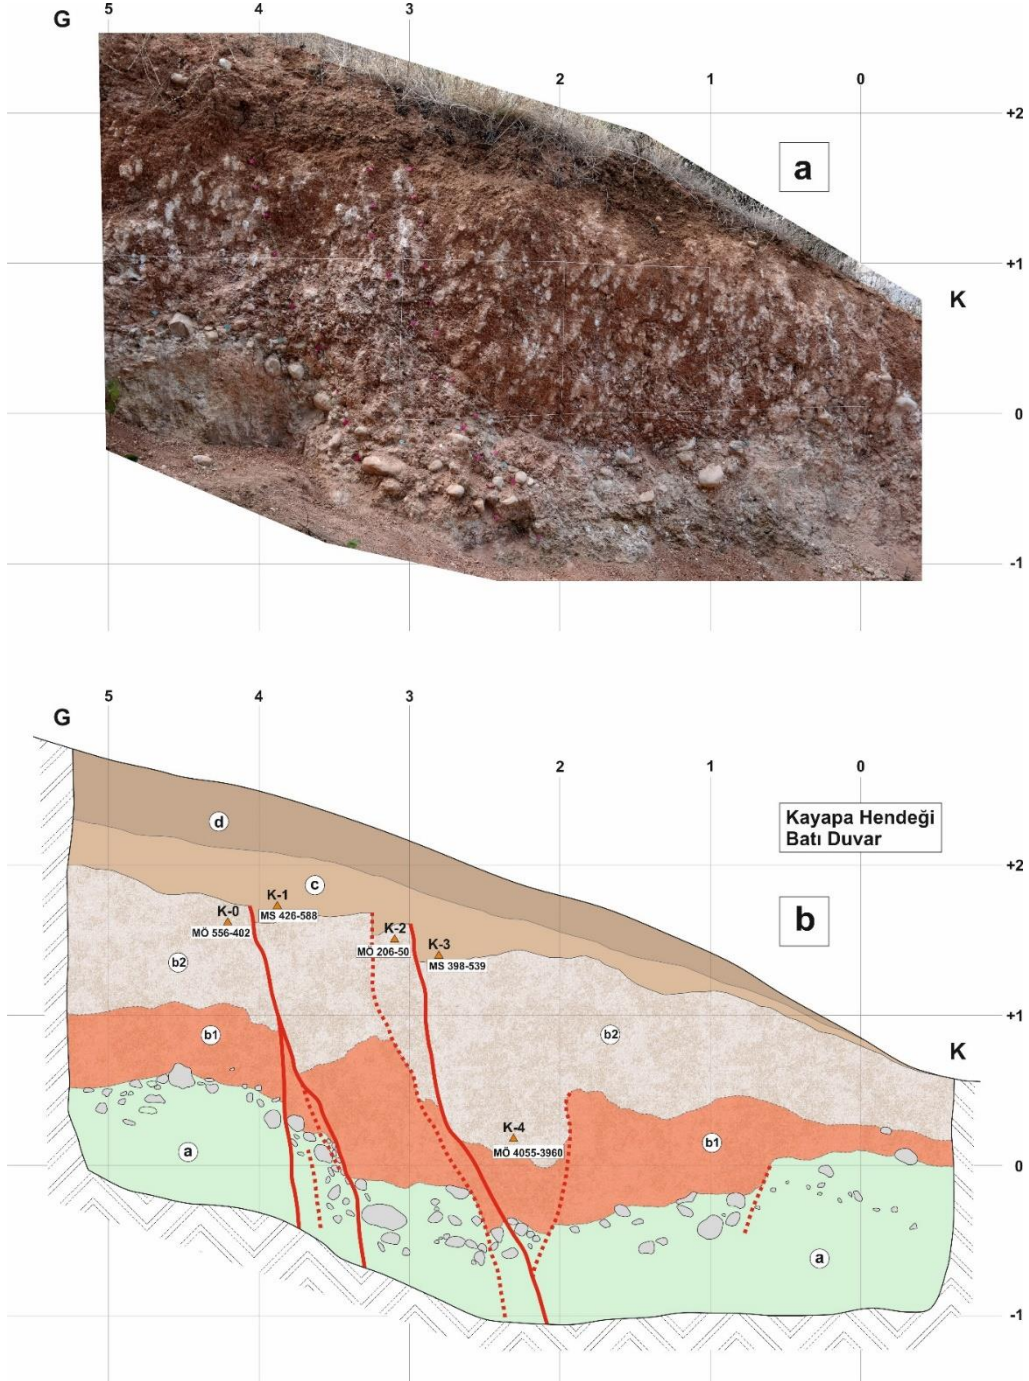 G
5
4
3
2
1
0
+2
a
+1
K
0
-1
5
4
3
G
2
1
0
Kayapa Hendeği
Batı Duvar
d
+2
c
K-1
K-0
MS 426-588
b
K-2
MÖ 556-402
MÖ 206-50
K-3
b2
MS 398-539
+1
b1
b2
K
K-4
b1
a
MÖ 4055-3960
0
a
-1